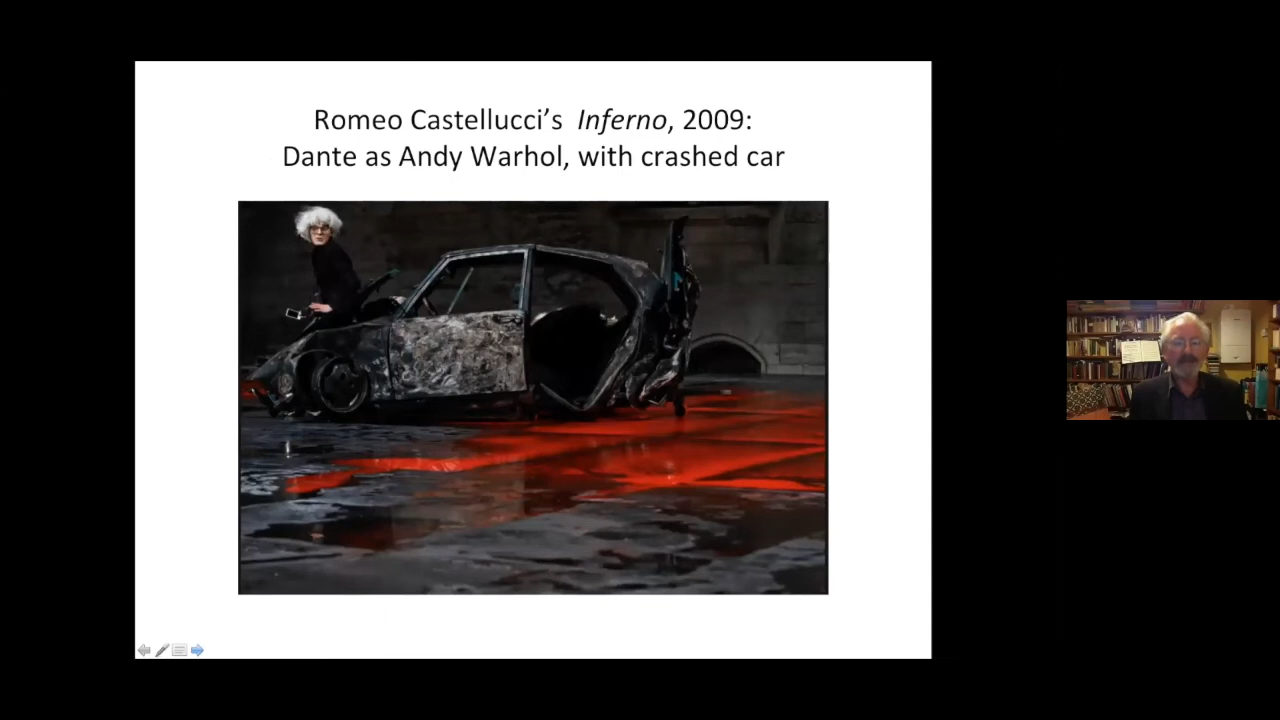 Romeo Castellucci’s Inferno, 2009:
Dante as Andy Warhol, with crashed car